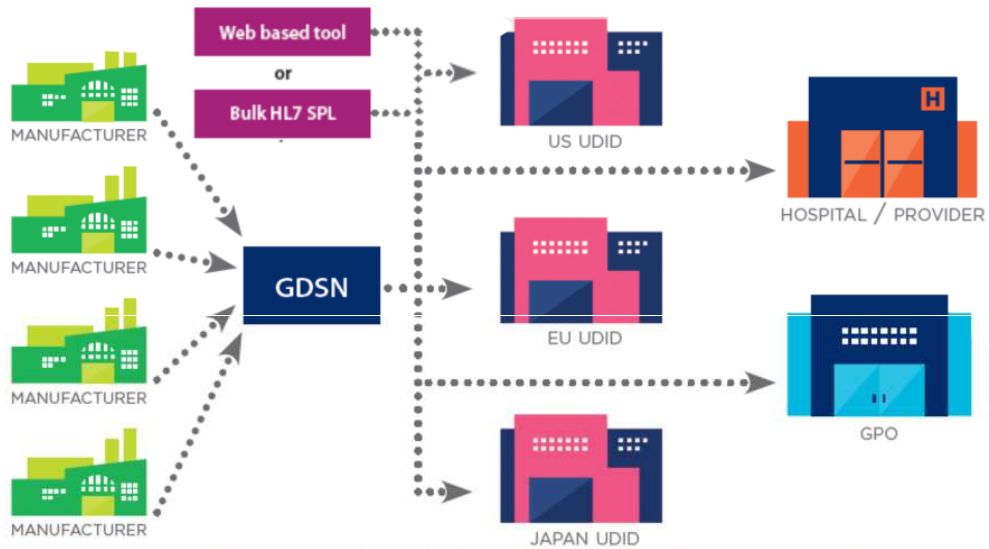 Web based tool
or
Bulk HL7 SPL
MANUFACTURER
MANUFACTURER
MANUFACTURER
MANUFACTURER
GDSN
US UDID
EU UDID
JAPAN UDID
H
HOSPITAL / PROVIDER
GPO